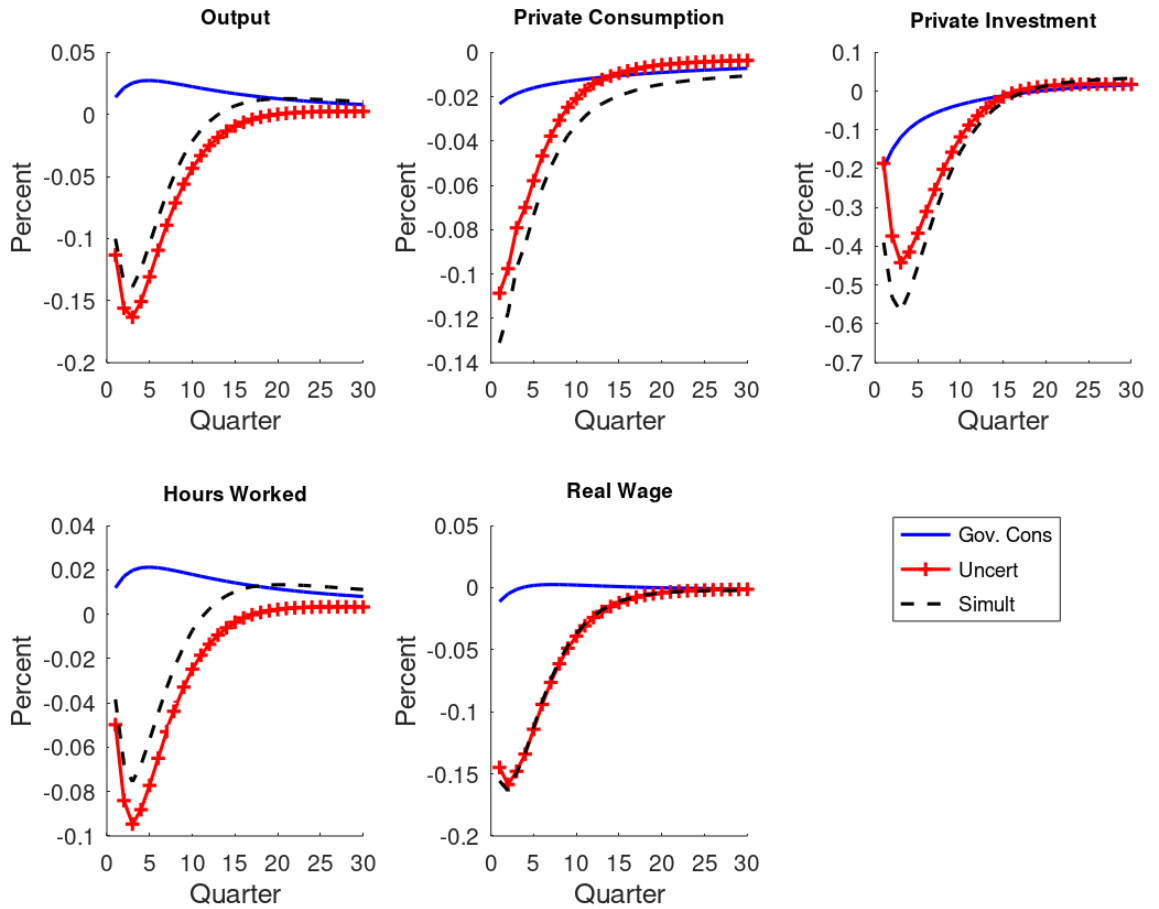 Output
0.05
0
-0.05
-0.1
-0.15
-0.2
Percent
0 5 10 15 20 25 30
Quarter
Private Consumption
0
-0.02
-0.04
-0.06
-0.08
-0.1
-0.12
-0.14
Percent
0 5 10 15 20 25 30
Quarter
Private Investment
0.1
0
-0.1
-0.2
-0.3
-0.4
-0.5
-0.6
-0.7
Percent
0 5 10 15 20 25 30
Quarter
Hours Worked
0.04
0.02
0
-0.02
-0.04
-0.06
-0.08
-0.1
Percent
0 5 10 15 20 25 30
Quarter
Real Wage
0.05
0
-0.05
-0.1
-0.15
-0.2
Percent
0 5 10 15 20 25 30
Quarter
Gov. Cons
Uncert
Simult